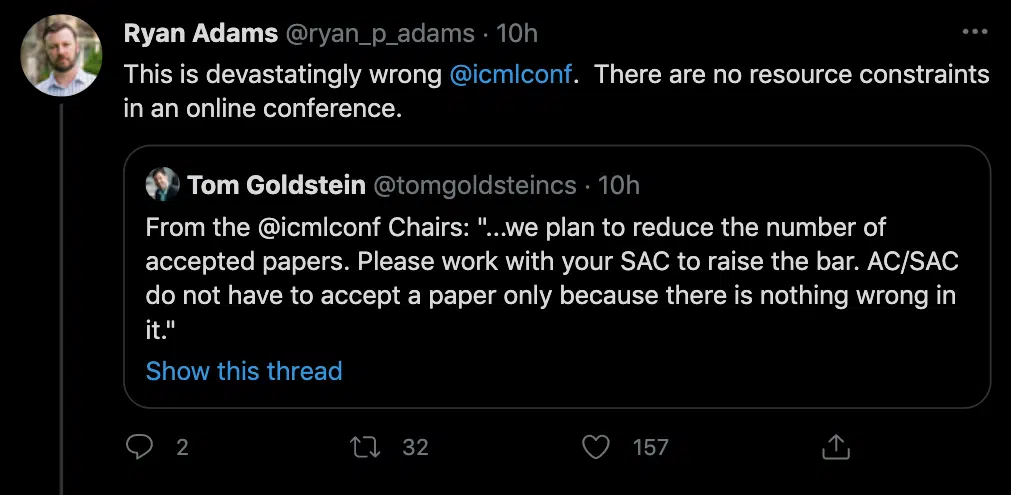 Ryan Adams @ryan_p_adams · 10h
This is devastatingly wrong @icmlconf.  There are no resource constraints
in an online conference.
Tom Goldstein @tomgoldsteincs · 10h
From the @icmlconf Chairs: "...we plan to reduce the number of
accepted papers. Please work with your SAC to raise the bar. AC/SAC
do not have to accept a paper only because there is nothing wrong in
it."
Show this thread
2 32 157